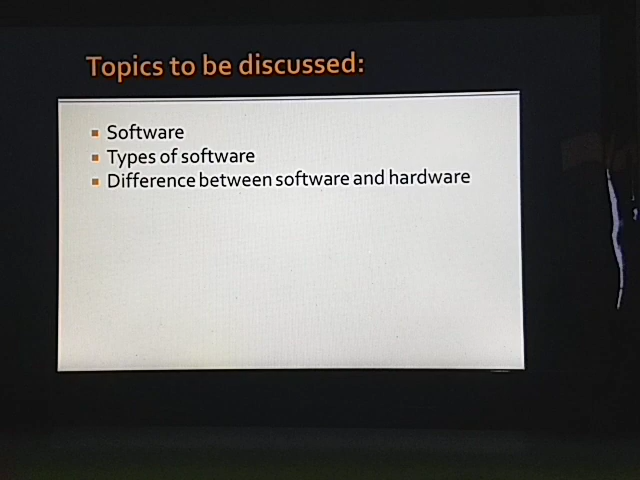 Topics to be discussed:
Software
Types of software
Difference between software and hardware